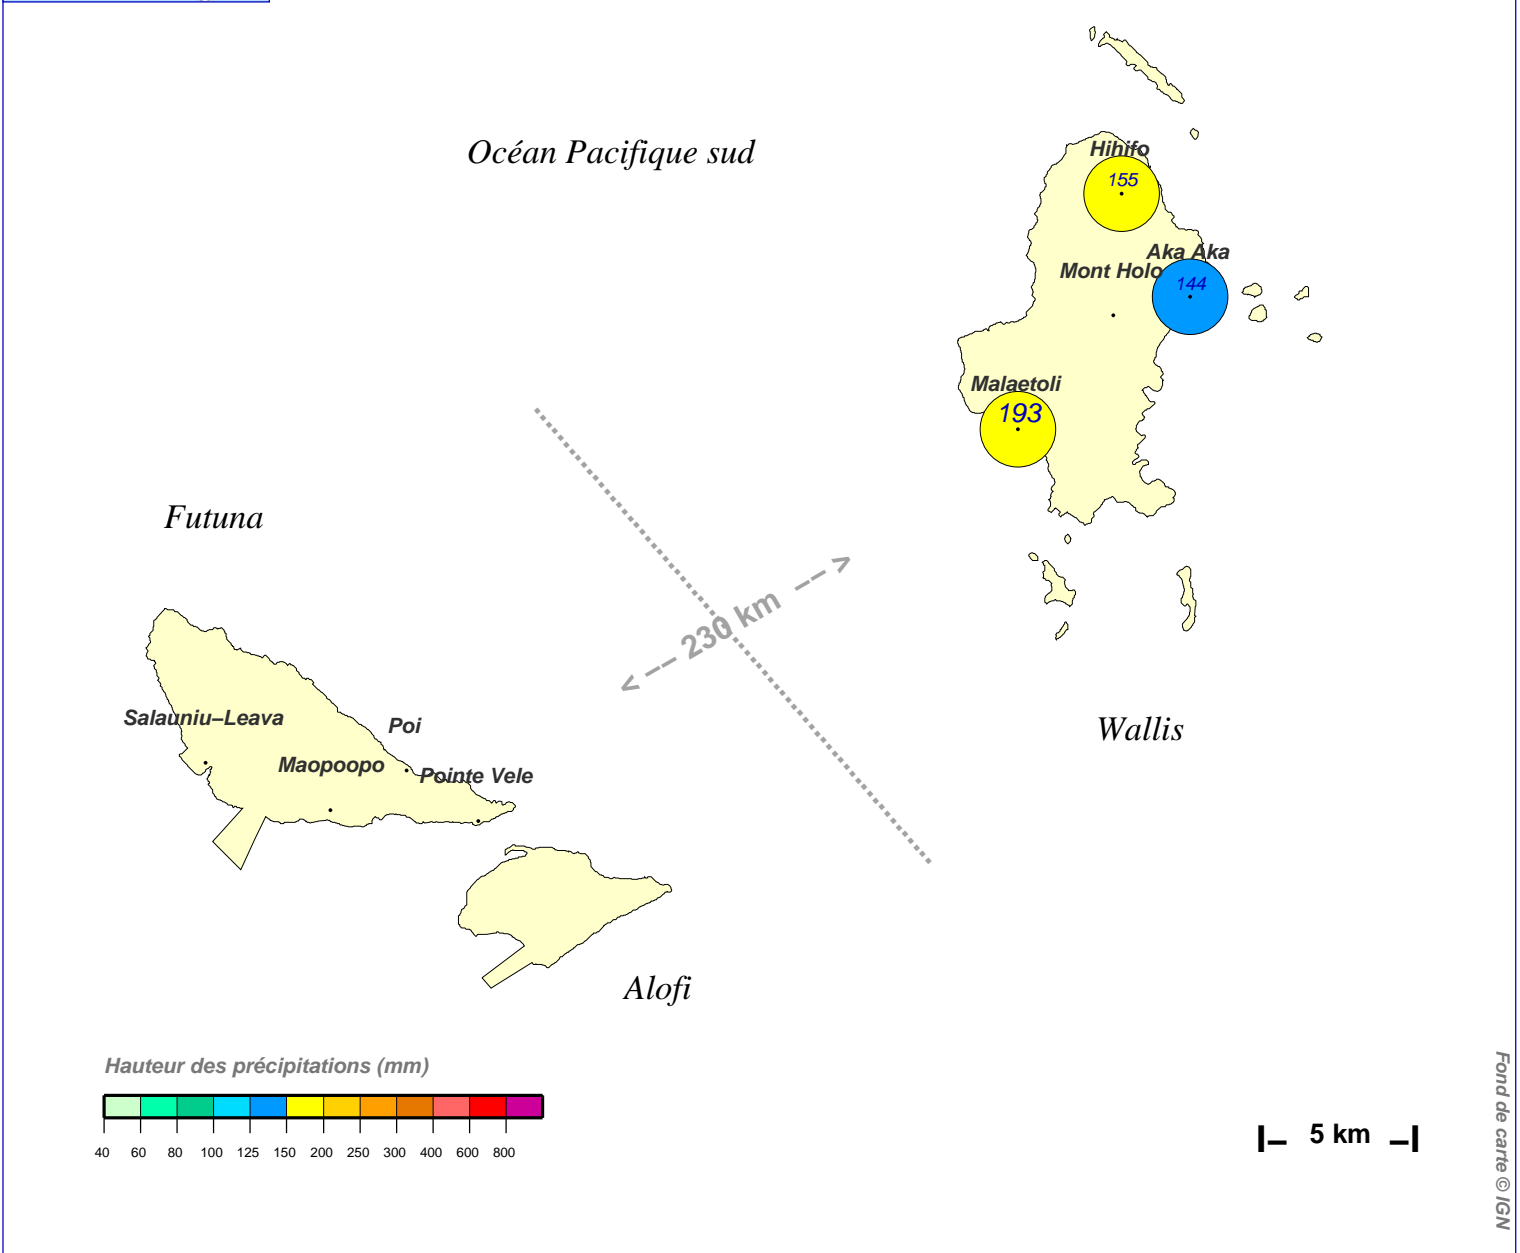 Océan Pacifique sud
Hihifo
155
Aka Aka
Mont Holo
144
Malaetoli
193
Futuna
<-- 230 km -->
Salauniu–Leava
Poi
Maopoopo
Pointe Vele
Wallis
Alofi
Hauteur des précipitations (mm)
40 60 80 100 125 150 200 250 300 400 600 800
5 km
Fond de carte © IGN